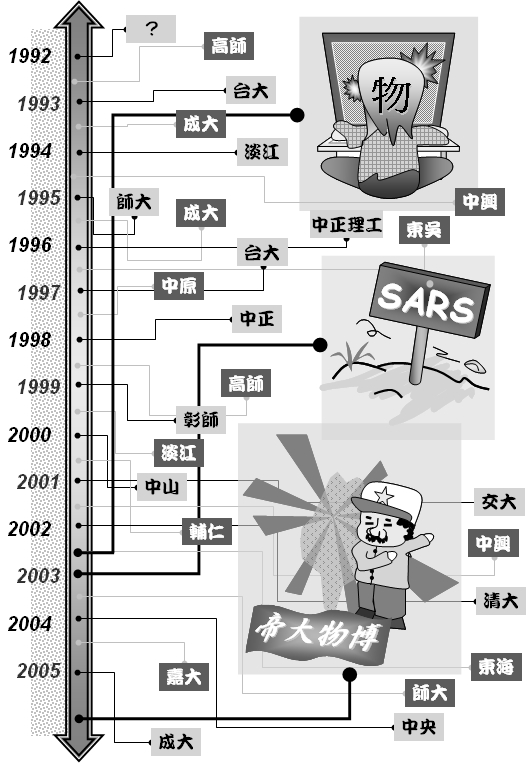 ?
高師
1992
台大
1993
成大
物
淡江
1994
1995
師大
中興
成大
中正理工
東吳
1996
台大
中原
1997
SARS
中正
1998
高師
1999
彰師
2000
淡江
2001
中山
交大
2002
輔仁
中興
2003
清大
帝大物博
2004
東海
2005
嘉大
師大
中央
成大